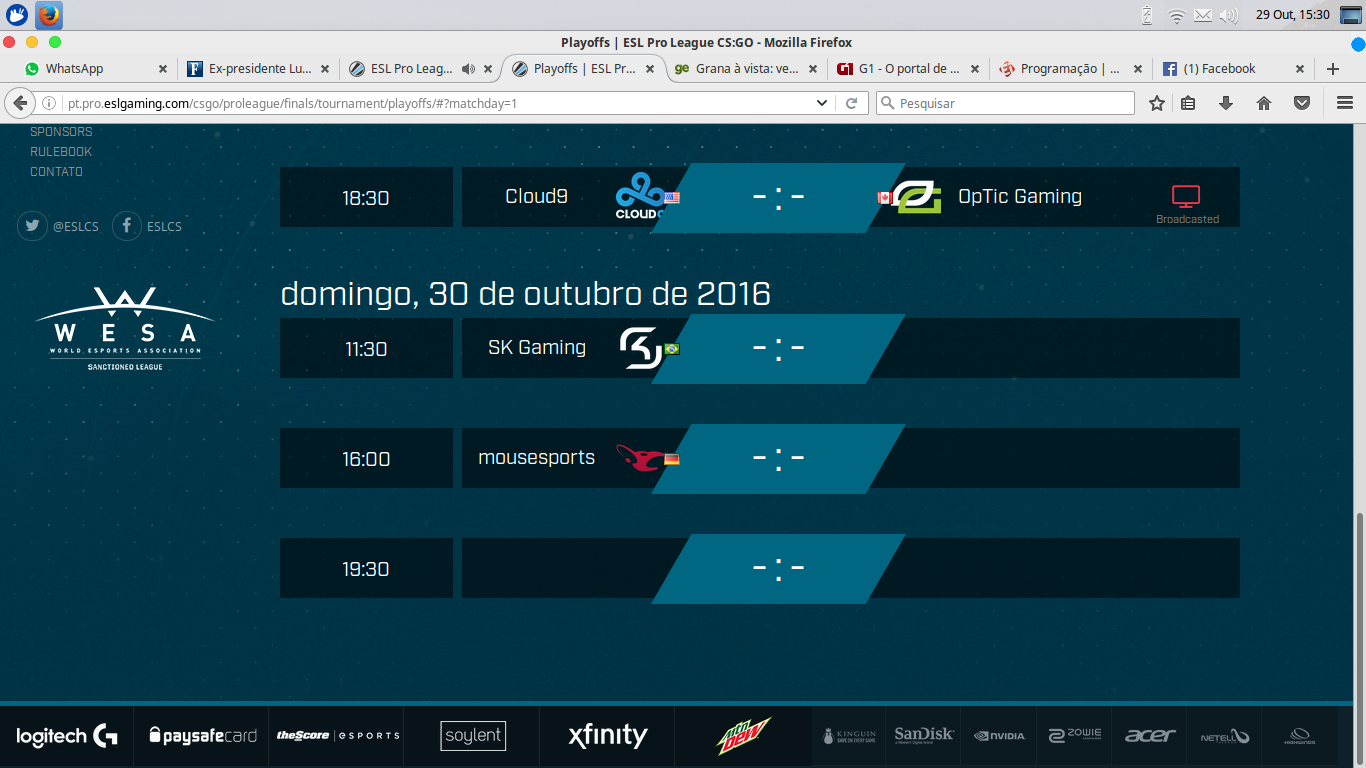 29 Out, 15:30
Playoffs | ESL Pro League CS:GO - Mozilla Firefox
WhatsApp
Ex-presidente Lu...
ESL Pro Leag...
Playoffs | ESL Pr...
ge Grana à vista: ve...
G1 G1 - O portal de ...
Programação | ...
(1) Facebook
pt.pro.eslgaming.com/csgo/proleague/finals/tournament/playoffs/#?matchday=1
Pesquisar
SPONSORS
RULEBOOK
CONTATO
@ESLCS
ESLCS
WESA
WORLD ESPORTS ASSOCIATION
SANCTIONED LEAGUE
18:30
Cloud9
CLOUD9
- : -
OpTic Gaming
Broadcasted
domingo, 30 de outubro de 2016
11:30
SK Gaming
- : -
16:00
mousesports
- : -
19:30
- : -
logitech G
paysafecard
theScore | eSPORTS
soylent
xfinity
mtn DEW
KINGUIN
SanDisk
NVIDIA
ZOWIE
acer
NETELLER
HIGHWINDS